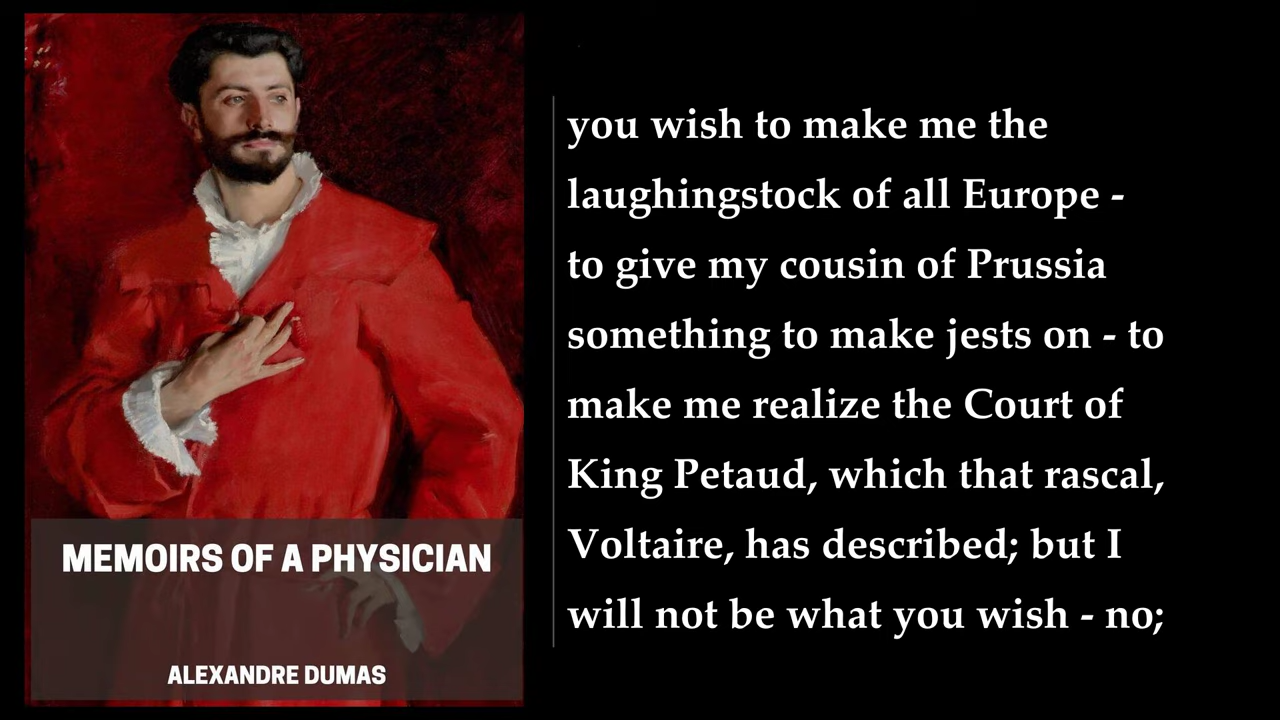 MEMOIRS OF A PHYSICIAN
ALEXANDRE DUMAS
you wish to make me the
laughingstock of all Europe -
to give my cousin of Prussia
something to make jests on - to
make me realize the Court of
King Petaud, which that rascal,
Voltaire, has described; but I
will not be what you wish - no;